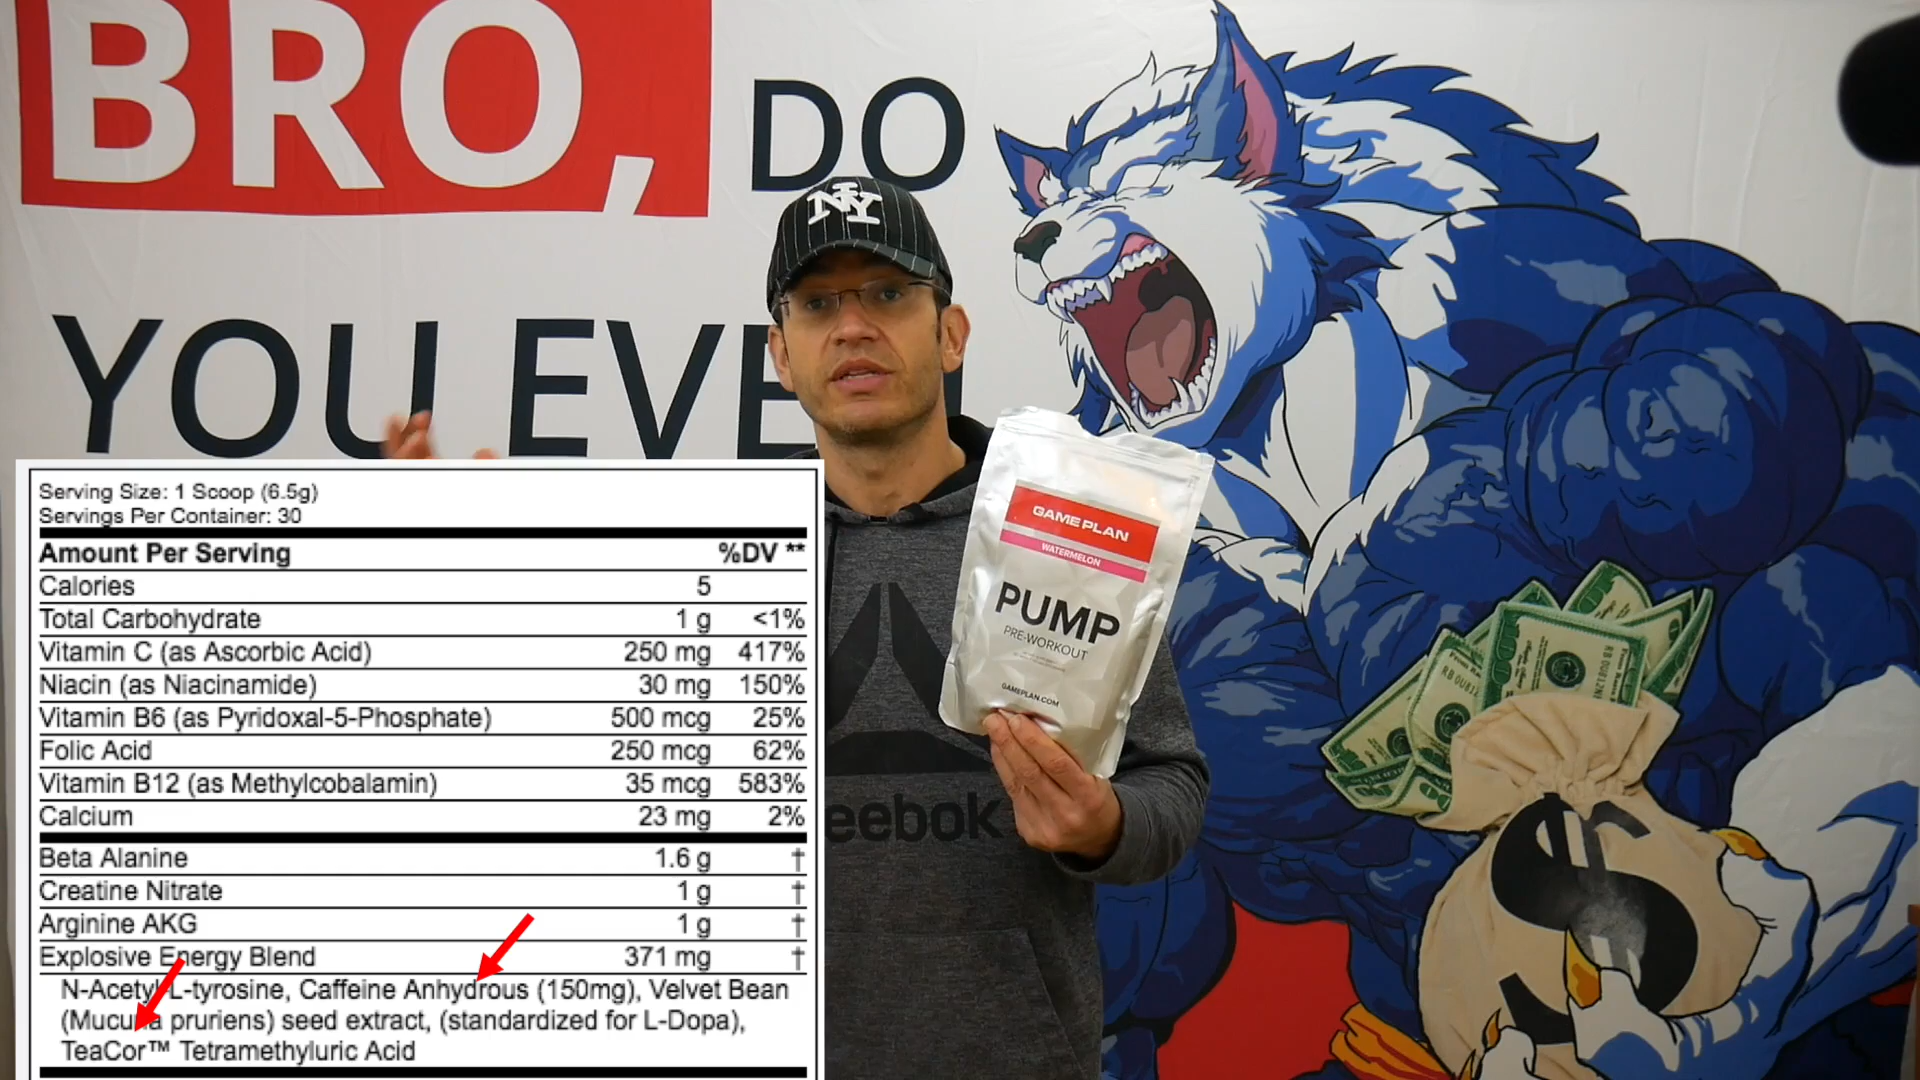 BRO, DO
YOU EVE
NY
GAMEPLAN
WATERMELON
PUMP
PRE-WORKOUT
GAMEPLAN.COM
eebok
Serving Size: 1 Scoop (6.5g)
Servings Per Container: 30
Amount Per Serving %DV **
Calories 5
Total Carbohydrate 1 g <1%
Vitamin C (as Ascorbic Acid) 250 mg 417%
Niacin (as Niacinamide) 30 mg 150%
Vitamin B6 (as Pyridoxal-5-Phosphate) 500 mcg 25%
Folic Acid 250 mcg 62%
Vitamin B12 (as Methylcobalamin) 35 mcg 583%
Calcium 23 mg 2%
Beta Alanine 1.6 g †
Creatine Nitrate 1 g †
Arginine AKG 1 g †
Explosive Energy Blend 371 mg †
N-Acetyl-L-tyrosine, Caffeine Anhydrous (150mg), Velvet Bean
(Mucuna pruriens) seed extract, (standardized for L-Dopa),
TeaCor™ Tetramethyluric Acid
100
$